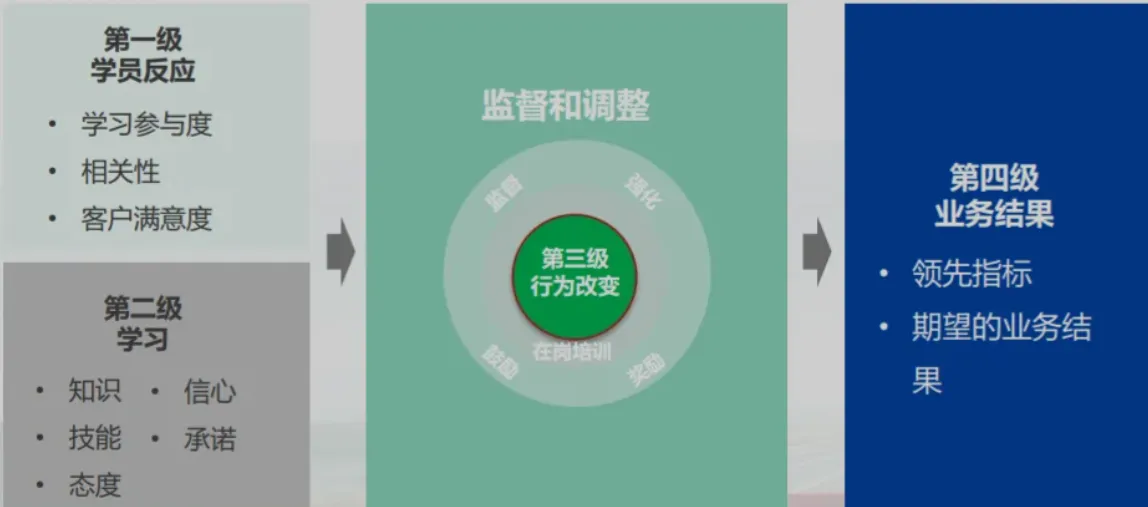 第一级
学员反应
• 学习参与度
• 相关性
• 客户满意度
第二级
学习
• 知识 • 信心
• 技能 • 承诺
• 态度
监督和调整
监督
强化
第三级
行为改变
在岗培训
鼓励
奖励
第四级
业务结果
• 领先指标
• 期望的业务结
果